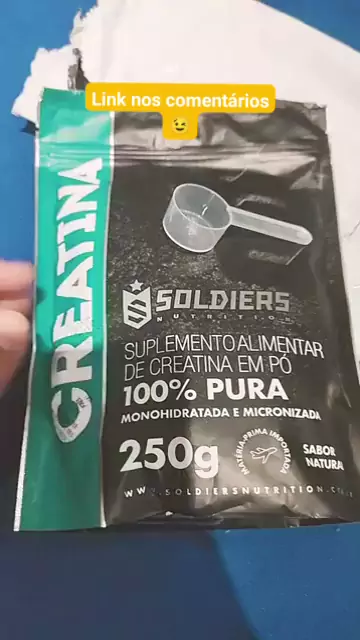 Link nos comentários
😉
CREATINA
SOLDIERS
NUTRITION
SUPLEMENTO ALIMENTAR
DE CREATINA EM PÓ
100% PURA
MONOHIDRATADA E MICRONIZADA
250g
MATÉRIA-PRIMA IMPORTADA
SABOR
NATURA